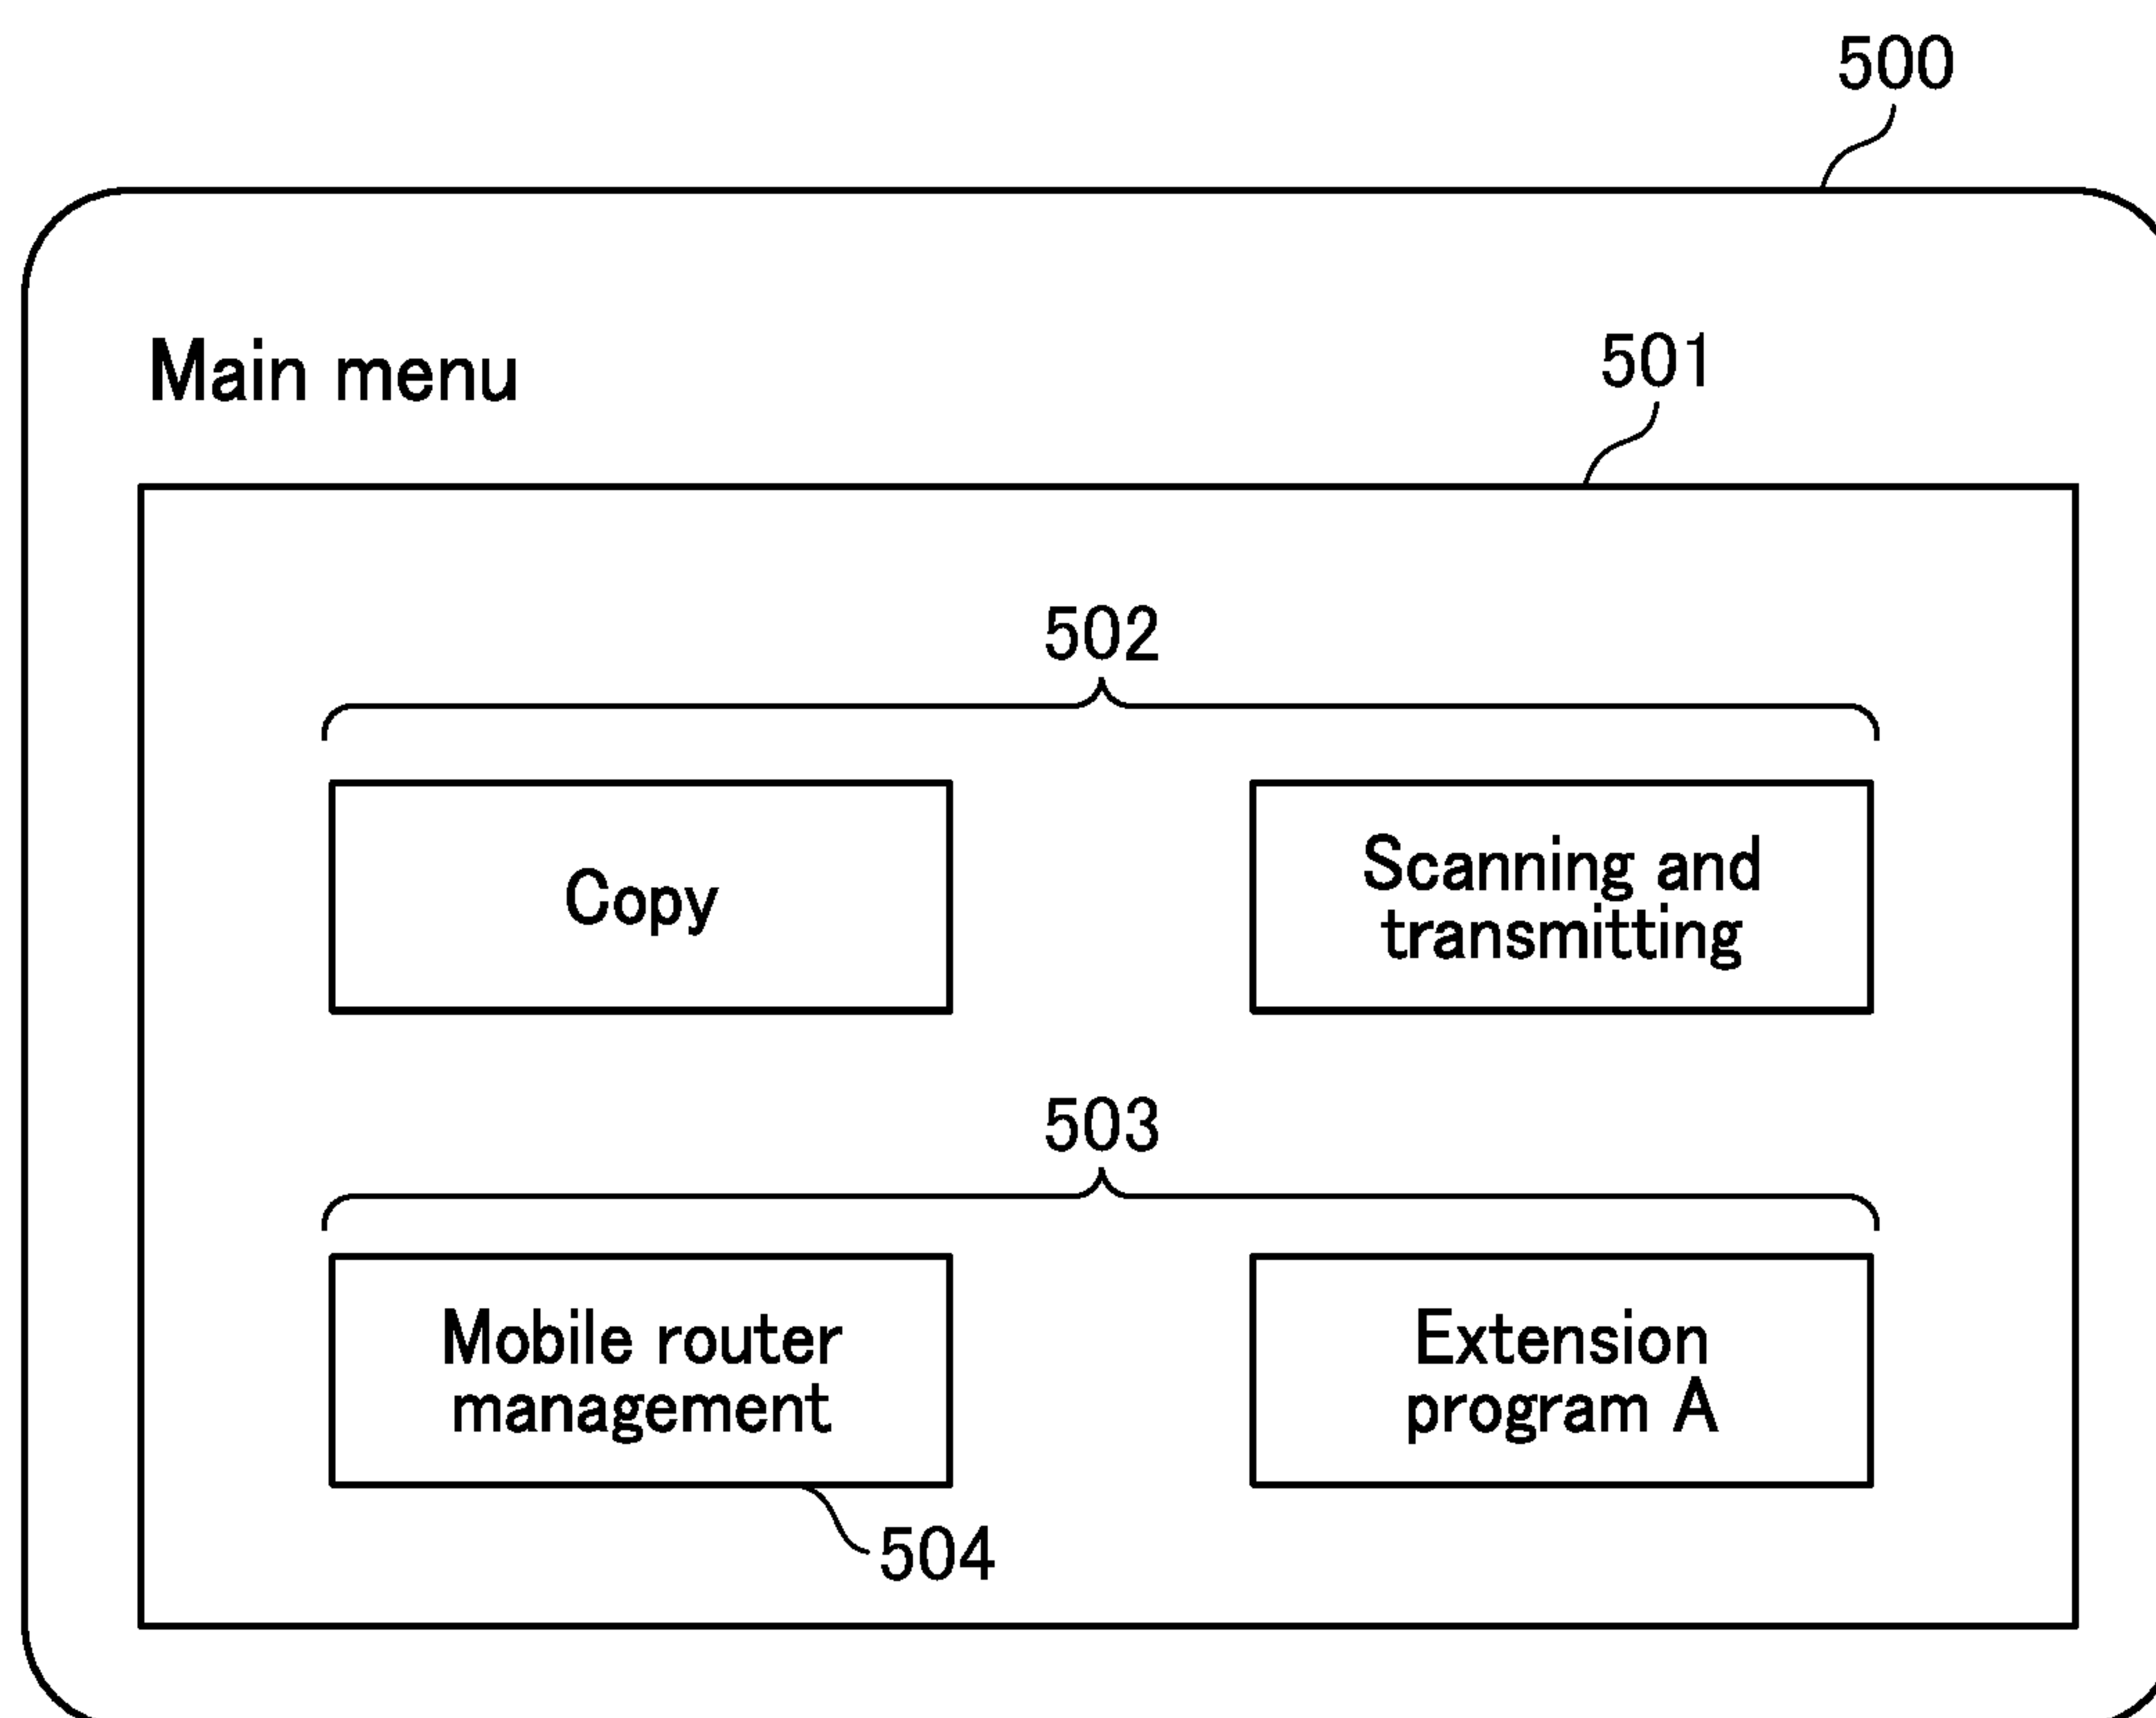 500
Main menu
501
502
Copy
Scanning and
transmitting
503
Mobile router
management
Extension
program A
504